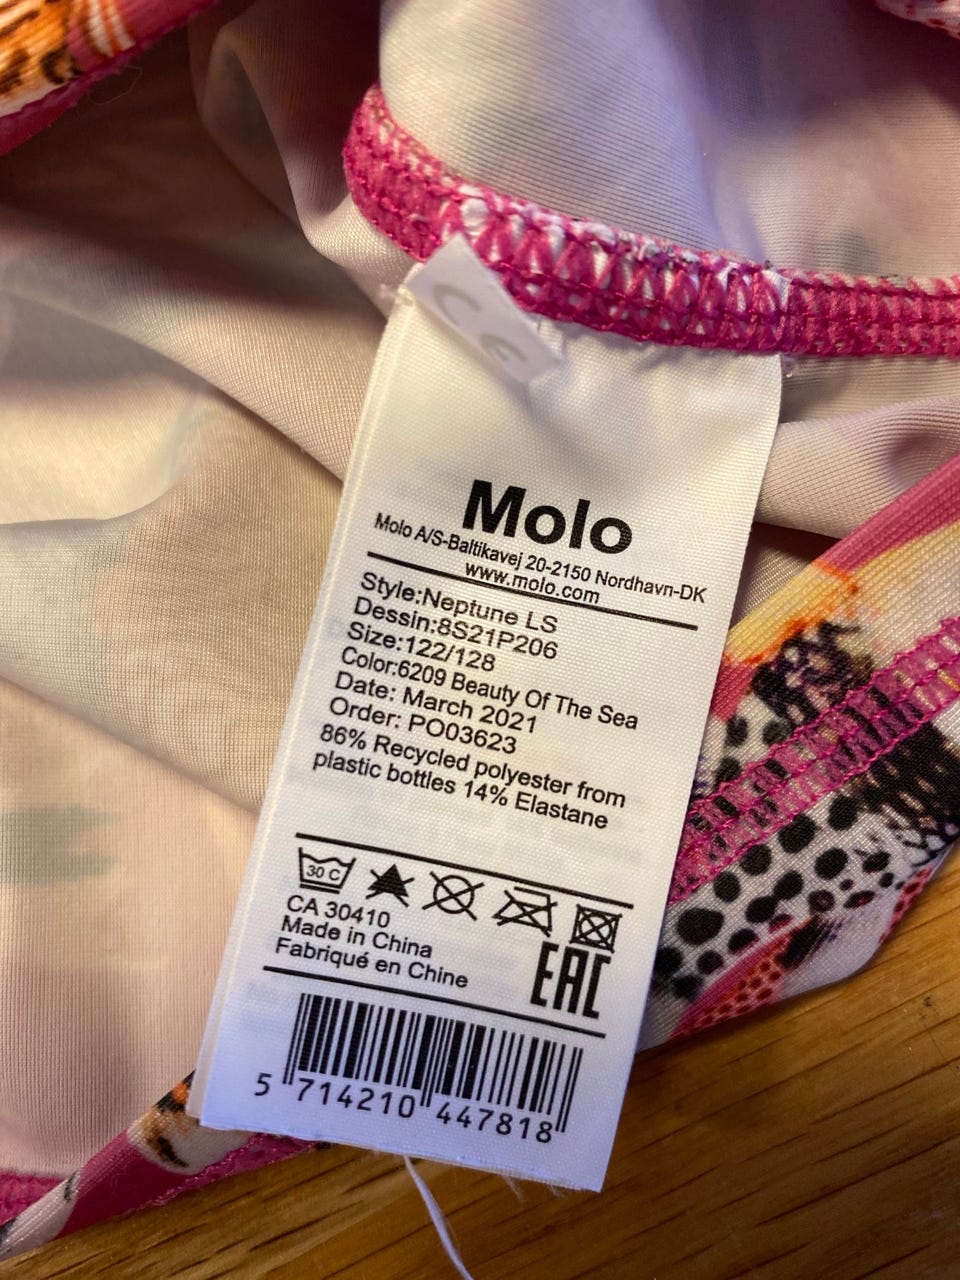 CE
Molo
Molo A/S-Baltikavej 20-2150 Nordhavn-DK
www.molo.com
Style:Neptune LS
Dessin:8S21P206
Size:122/128
Color:6209 Beauty Of The Sea
Date: March 2021
Order: PO03623
86% Recycled polyester from
plastic bottles 14% Elastane
30 C
CA 30410
Made in China
Fabriqué en Chine
EAC
5 714210 447818